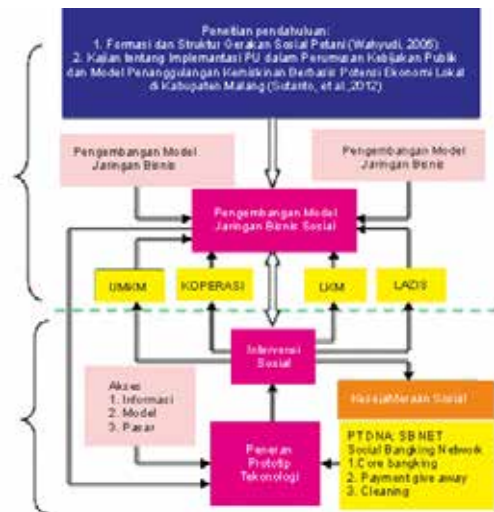 Penelitian pendahuluan:
1. Formasi dan Struktur Gerakan Sosial Petani (Wahyudi, 2005)
2. Kajian tentang Implementasi PU dalam Perumusan Kebijakan Publik
dan Model Penanggulangan Kemiskinan Berbasis Potensi Ekonomi Lokal
di Kabupaten Malang (Sutanto, et al ,2012)
Pengembangan Model
Jaringan Bisnis
Pengembangan Model
Jaringan Bisnis
Pengembangan Model
Jaringan Bisnis Sosial
UMKM
KOPERASI
LKM
LADS
Intervensi
Sosial
Akses
1. Informasi
2. Model
3. Pasar
Kesejahteraan Sosial
Peneran
Prototip
Tekonologi
PT DNA; SB NET
Social Bangking Network
1.Core bangking
2. Payment give away
3. Cleaning